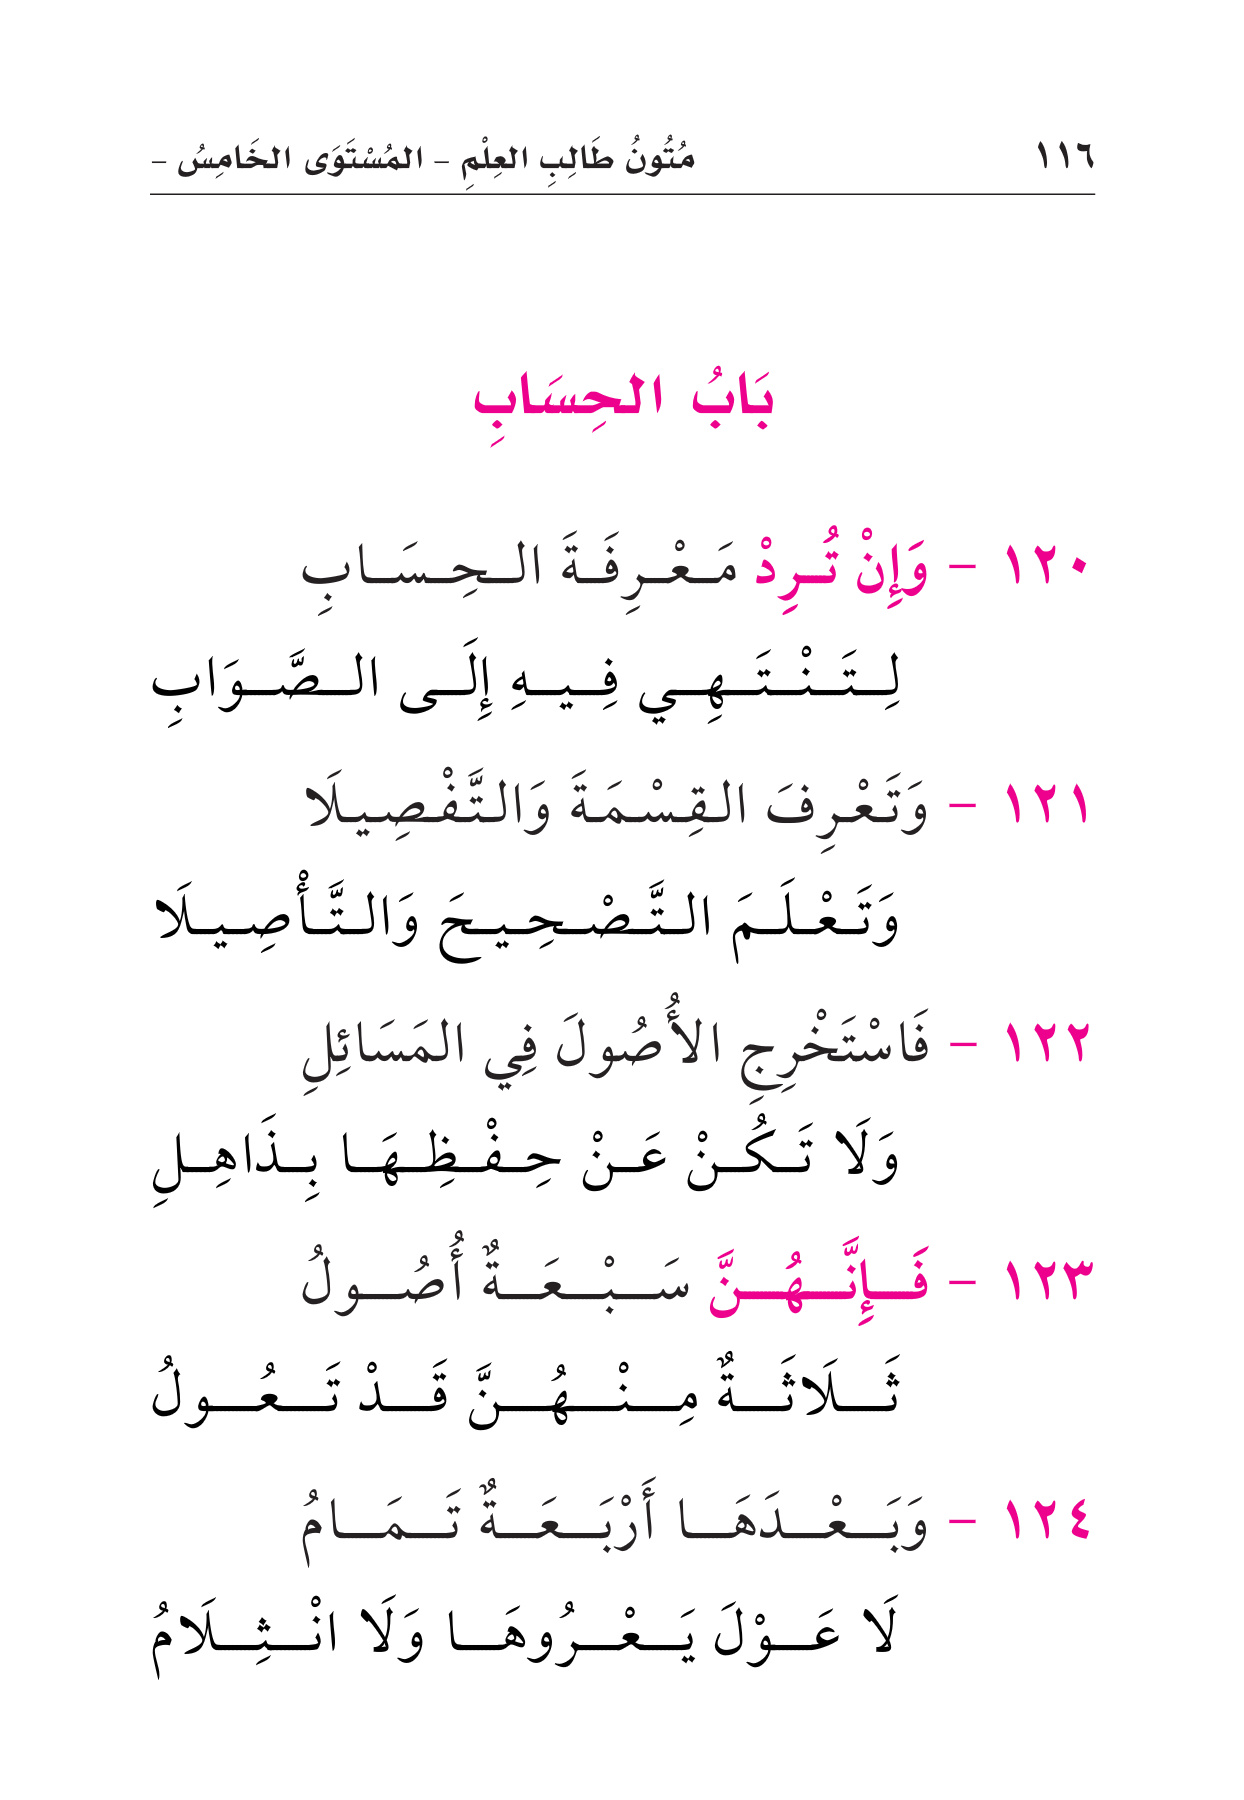 ١١٦ مُتُونُ طَالِبِ العِلْمِ – المُسْتَوَى الخَامِسُ –
بَابُ الحِسَابِ
١٢٠ – وَإِنْ تُرِدْ مَعْرِفَةَ الحِسَابِ
لِتَنْتَهِي فِيهِ إِلَى الصَّوَابِ
١٢١ – وَتَعْرِفَ القِسْمَةَ وَالتَّفْصِيلَا
وَتَعْلَمَ التَّصْحِيحَ وَالتَّأْصِيلَا
١٢٢ – فَاسْتَخْرِجِ الأُصُولَ فِي المَسَائِلِ
وَلَا تَكُنْ عَنْ حِفْظِهَا بِذَاهِلِ
١٢٣ – فَإِنَّهُنَّ سَبْعَةٌ أُصُولُ
ثَلَاثَةٌ مِنْهُنَّ قَدْ تَعُولُ
١٢٤ – وَبَعْدَهَا أَرْبَعَةٌ تَمَامُ
لَا عَوْلَ يَعْرُوهَا وَلَا انْثِلَامُ